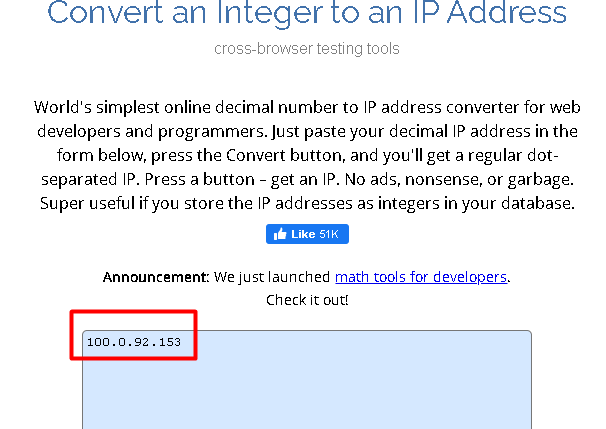 Convert an Integer to an IP Address
cross-browser testing tools
World's simplest online decimal number to IP address converter for web
developers and programmers. Just paste your decimal IP address in the
form below, press the Convert button, and you'll get a regular dot-
separated IP. Press a button – get an IP. No ads, nonsense, or garbage.
Super useful if you store the IP addresses as integers in your database.
Like 51K
Announcement: We just launched math tools for developers.
Check it out!
100.0.92.153